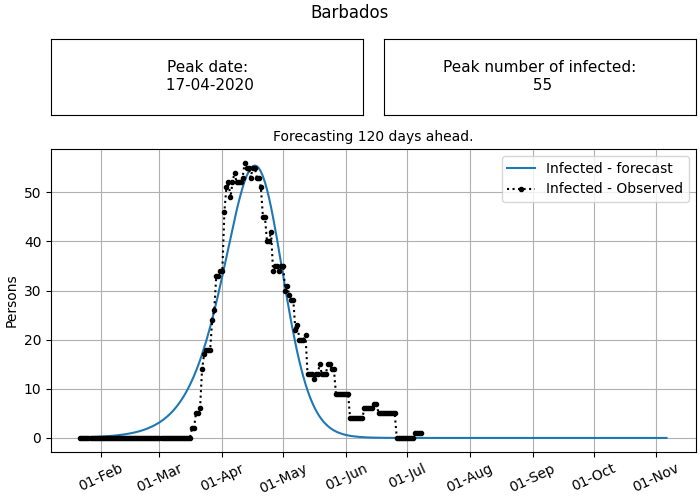 Barbados
Peak date:
17-04-2020
Peak number of infected:
55
Forecasting 120 days ahead.
Infected - forecast
Infected - Observed
Persons
50
40
30
20
10
0
01-Feb
01-Mar
01-Apr
01-May
01-Jun
01-Jul
01-Aug
01-Sep
01-Oct
01-Nov